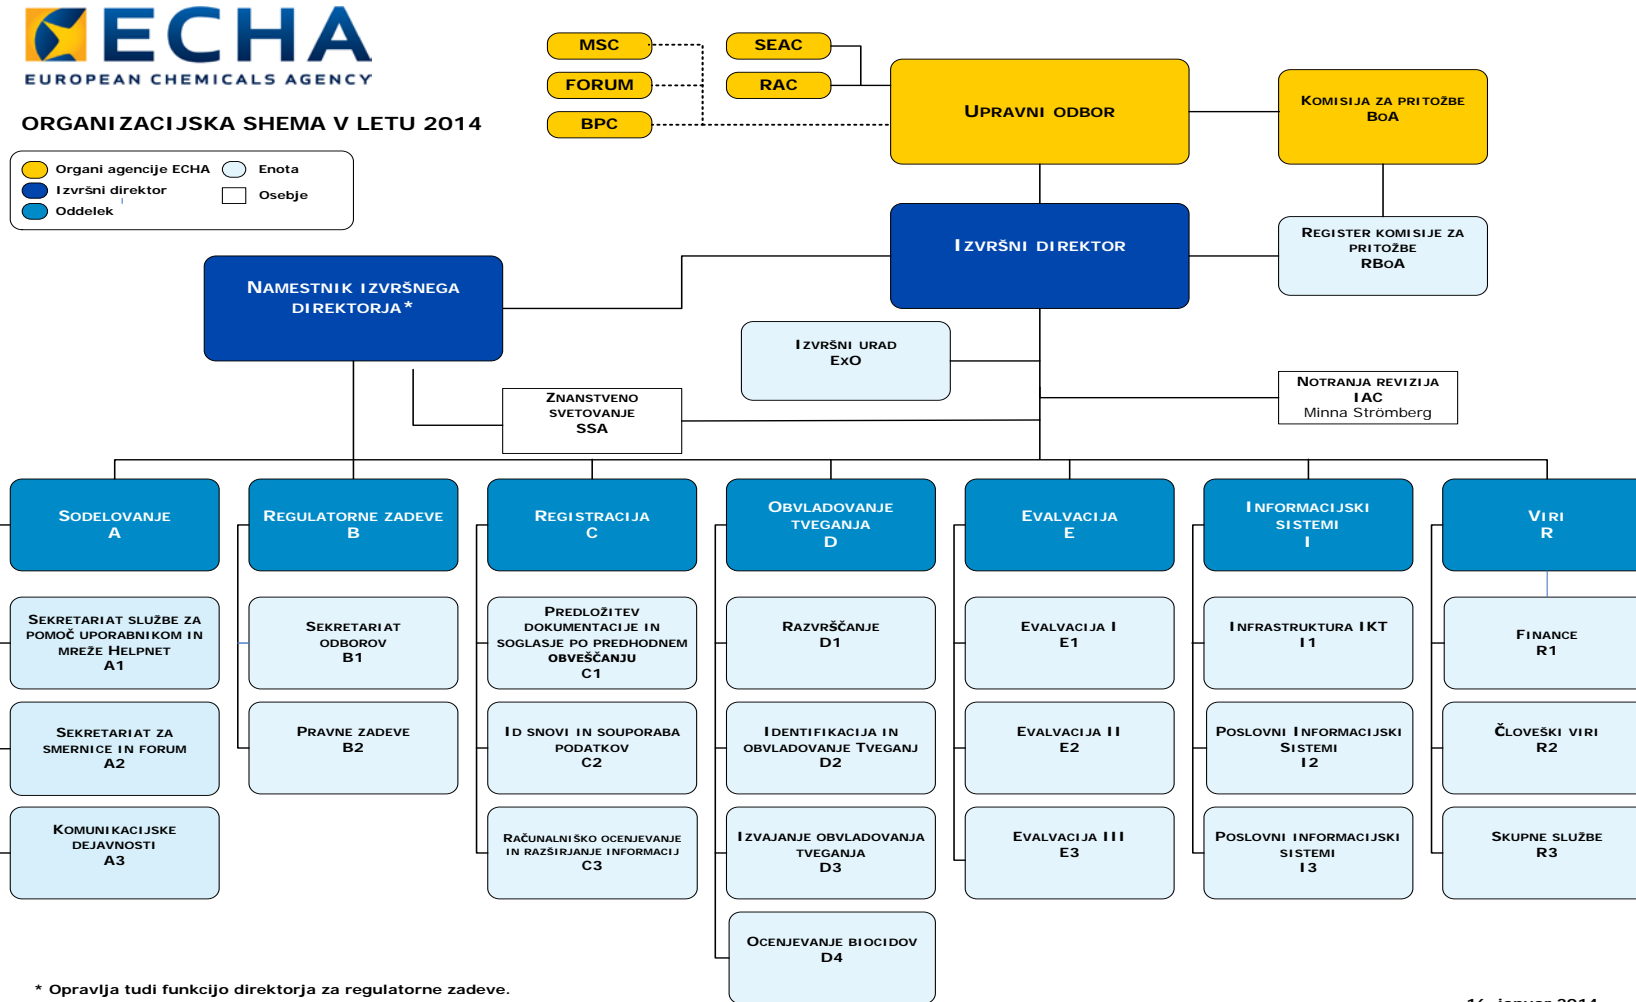 ECHA
EUROPEAN CHEMICALS AGENCY
ORGANIZACIJSKA SHEMA V LETU 2014
Organi agencije ECHA
Enota
Izvršni direktor
Osebje
Oddelek
MSC
SEAC
FORUM
RAC
BPC
UPRAVNI ODBOR
KOMISIJA ZA PRITOŽBE
BOA
IZVRŠNI DIREKTOR
REGISTER KOMISIJE ZA
PRITOŽBE
RBOA
NAMESTNIK IZVRŠNEGA
DIREKTORJA*
IZVRŠNI URAD
EXO
ZNANSTVENO
SVETOVANJE
SSA
NOTRANJA REVIZIJA
IAC
Minna Strömberg
SODELOVANJE
A
REGULATORNE ZADEVE
B
REGISTRACIJA
C
OBVLADOVANJE
TVEGANJA
D
EVALVACIJA
E
INFORMACIJSKI
SISTEMI
I
VIRI
R
SEKRETARIAT SLUŽBE ZA
POMOČ UPORABNIKOM IN
MREŽE HELPNET
A1
SEKRETARIAT
ODBOROV
B1
PREDLOŽITEV
DOKUMENTACIJE IN
SOGLASJE PO PREDHODNEM
OBVEŠČANJU
C1
RAZVRŠČANJE
D1
EVALVACIJA I
E1
INFRASTRUKTURA IKT
I1
FINANCE
R1
SEKRETARIAT ZA
SMERNICE IN FORUM
A2
PRAVNE ZADEVE
B2
ID SNOVI IN SOUPORABA
PODATKOV
C2
IDENTIFIKACIJA IN
OBVLADOVANJE TVEGANJ
D2
EVALVACIJA II
E2
POSLOVNI INFORMACIJSKI
SISTEMI
I2
ČLOVEŠKI VIRI
R2
KOMUNIKACIJSKE
DEJAVNOSTI
A3
RAČUNALNIŠKO OCENJEVANJE
IN RAZŠIRJANJE INFORMACIJ
C3
IZVAJANJE OBVLADOVANJA
TVEGANJA
D3
EVALVACIJA III
E3
POSLOVNI INFORMACIJSKI
SISTEMI
I3
SKUPNE SLUŽBE
R3
OCENJEVANJE BIOCIDOV
D4
* Opravlja tudi funkcijo direktorja za regulatorne zadeve.
januar 2014